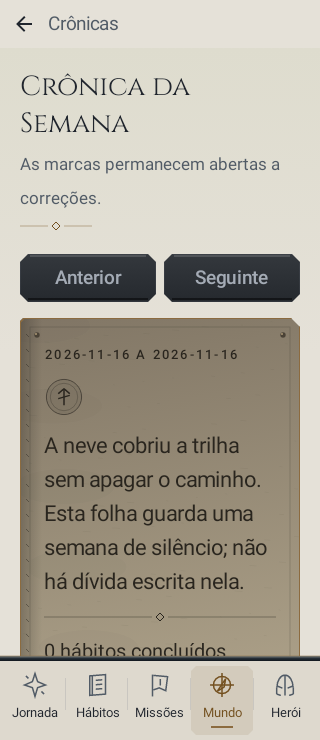 Crônicas
Crônica da
Semana
As marcas permanecem abertas a
correções.
Anterior
Seguinte
2026-11-16 A 2026-11-16
A neve cobriu a trilha
sem apagar o caminho.
Esta folha guarda uma
semana de silêncio; não
há dívida escrita nela.
0 hábitos concluídos
Jornada
Hábitos
Missões
Mundo
Herói